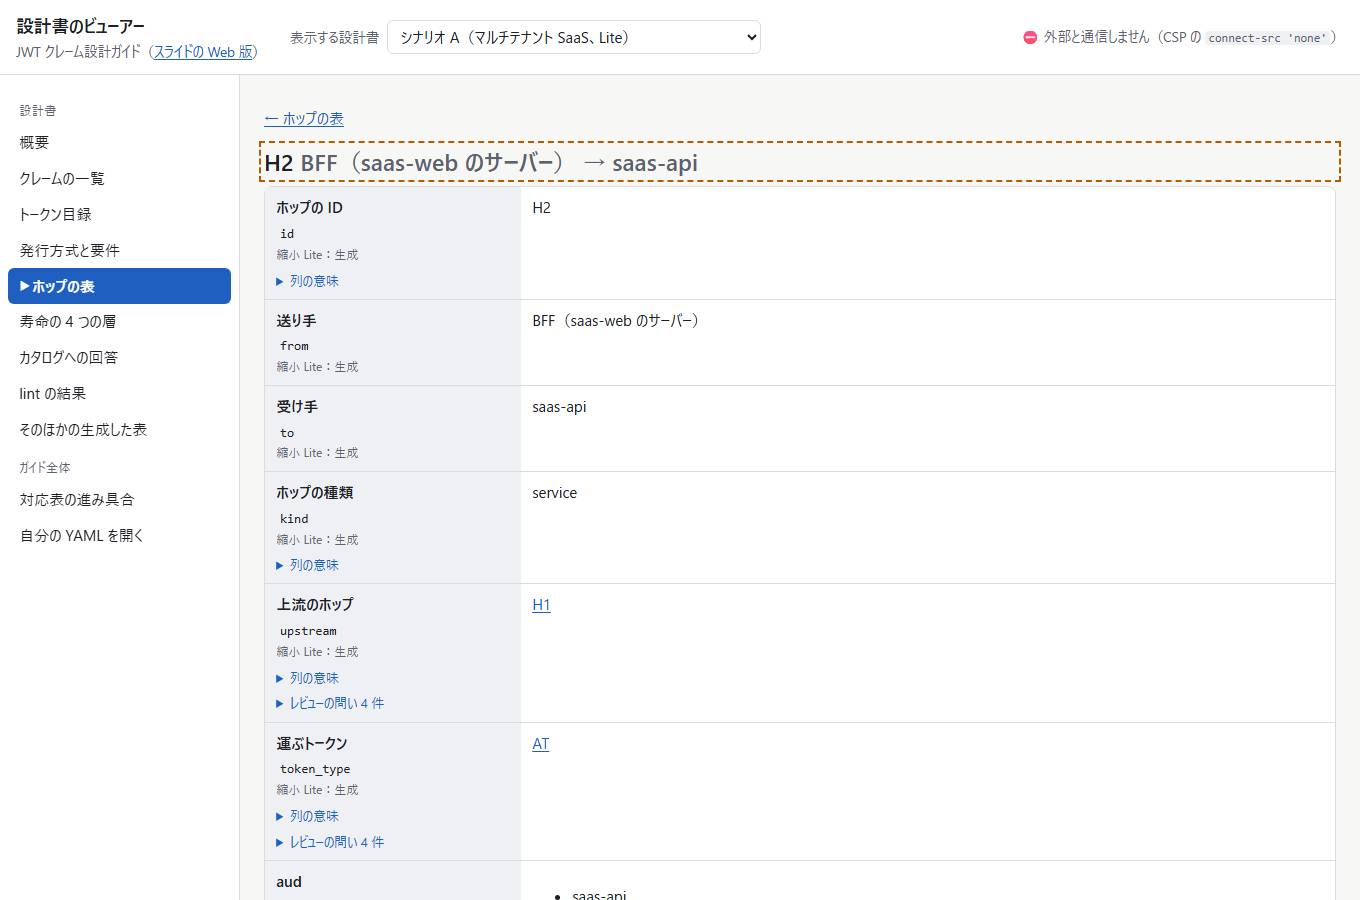 設計書のビューアー
JWT クレーム設計ガイド（スライドの Web 版）
表示する設計書
シナリオ A（マルチテナント SaaS、Lite）
外部と通信しません（CSP の connect-src 'none'）
設計書
概要
クレームの一覧
トークン目録
発行方式と要件
▶ホップの表
寿命の 4 つの層
カタログへの回答
lint の結果
そのほかの生成した表
ガイド全体
対応表の進み具合
自分の YAML を開く
← ホップの表
H2 BFF（saas-web のサーバー） → saas-api
ホップの ID
id
縮小 Lite：生成
▶ 列の意味
H2
送り手
from
縮小 Lite：生成
BFF（saas-web のサーバー）
受け手
to
縮小 Lite：生成
saas-api
ホップの種類
kind
縮小 Lite：生成
▶ 列の意味
service
上流のホップ
upstream
縮小 Lite：生成
▶ 列の意味
▶ レビューの問い 4 件
H1
運ぶトークン
token_type
縮小 Lite：生成
▶ 列の意味
▶ レビューの問い 4 件
AT
aud
• saas-api